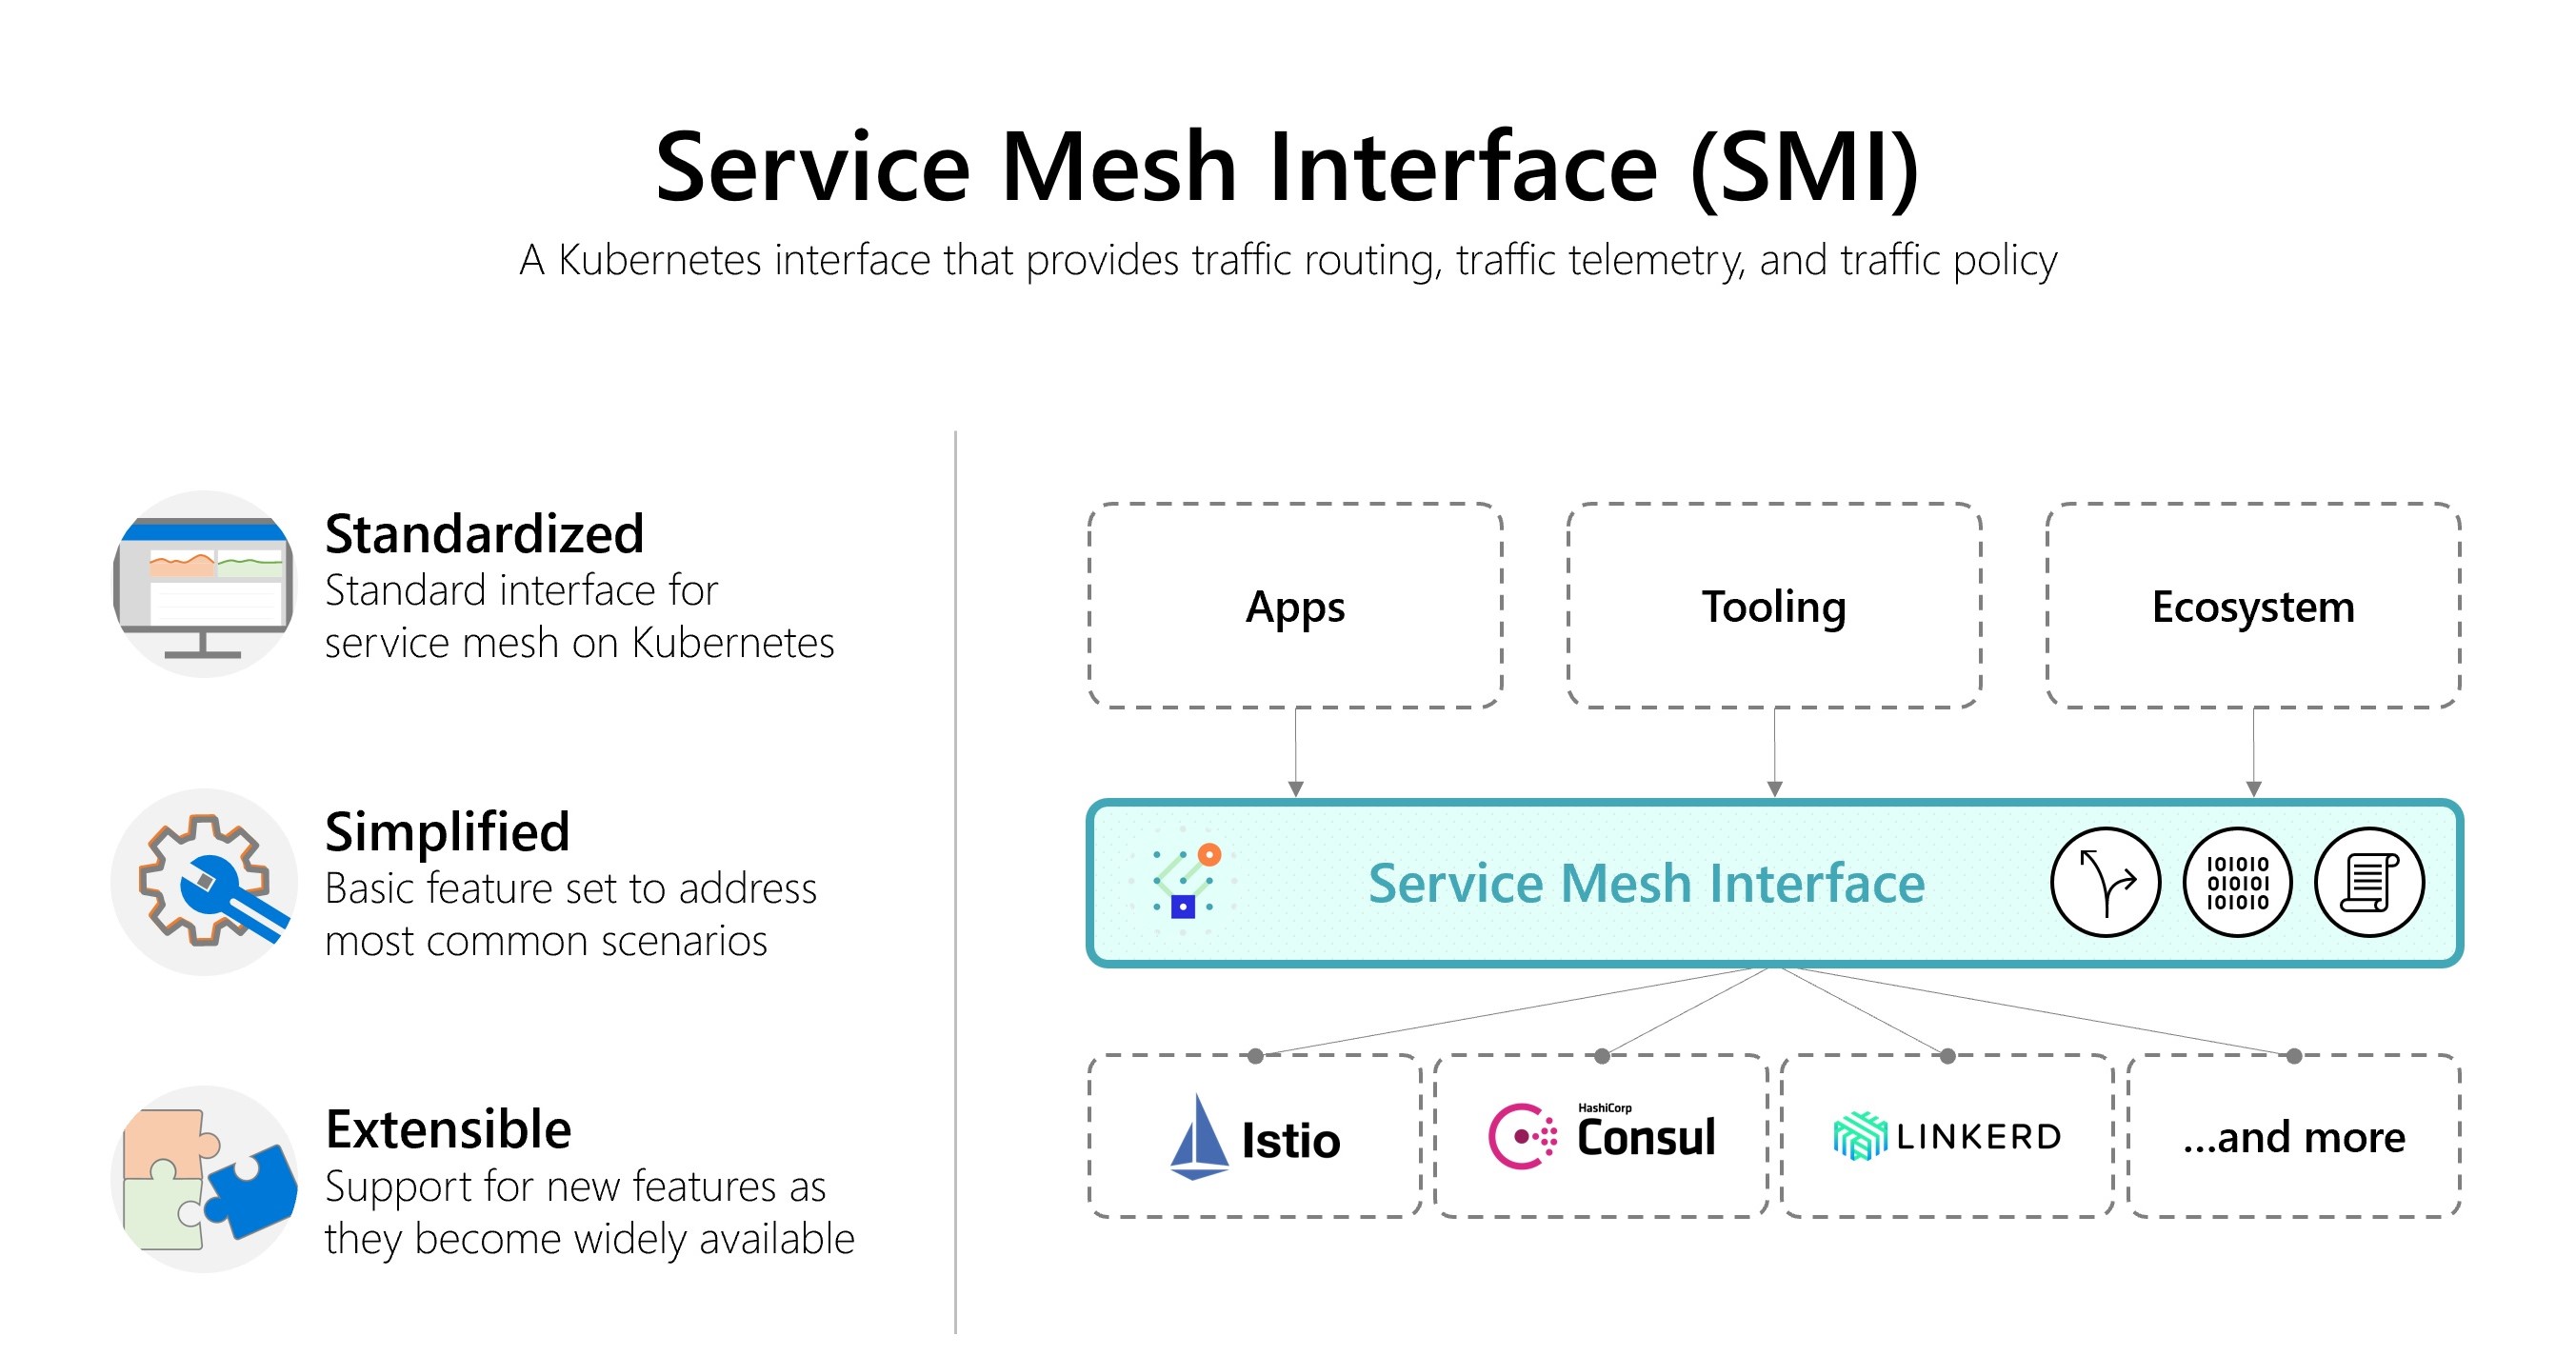 Service Mesh Interface (SMI)
A Kubernetes interface that provides traffic routing, traffic telemetry, and traffic policy
Standardized
Standard interface for
service mesh on Kubernetes
Simplified
Basic feature set to address
most common scenarios
Extensible
Support for new features as
they become widely available
Apps
Tooling
Ecosystem
Service Mesh Interface
101010
010101
101010
Istio
HashiCorp
Consul
LINKERD
...and more